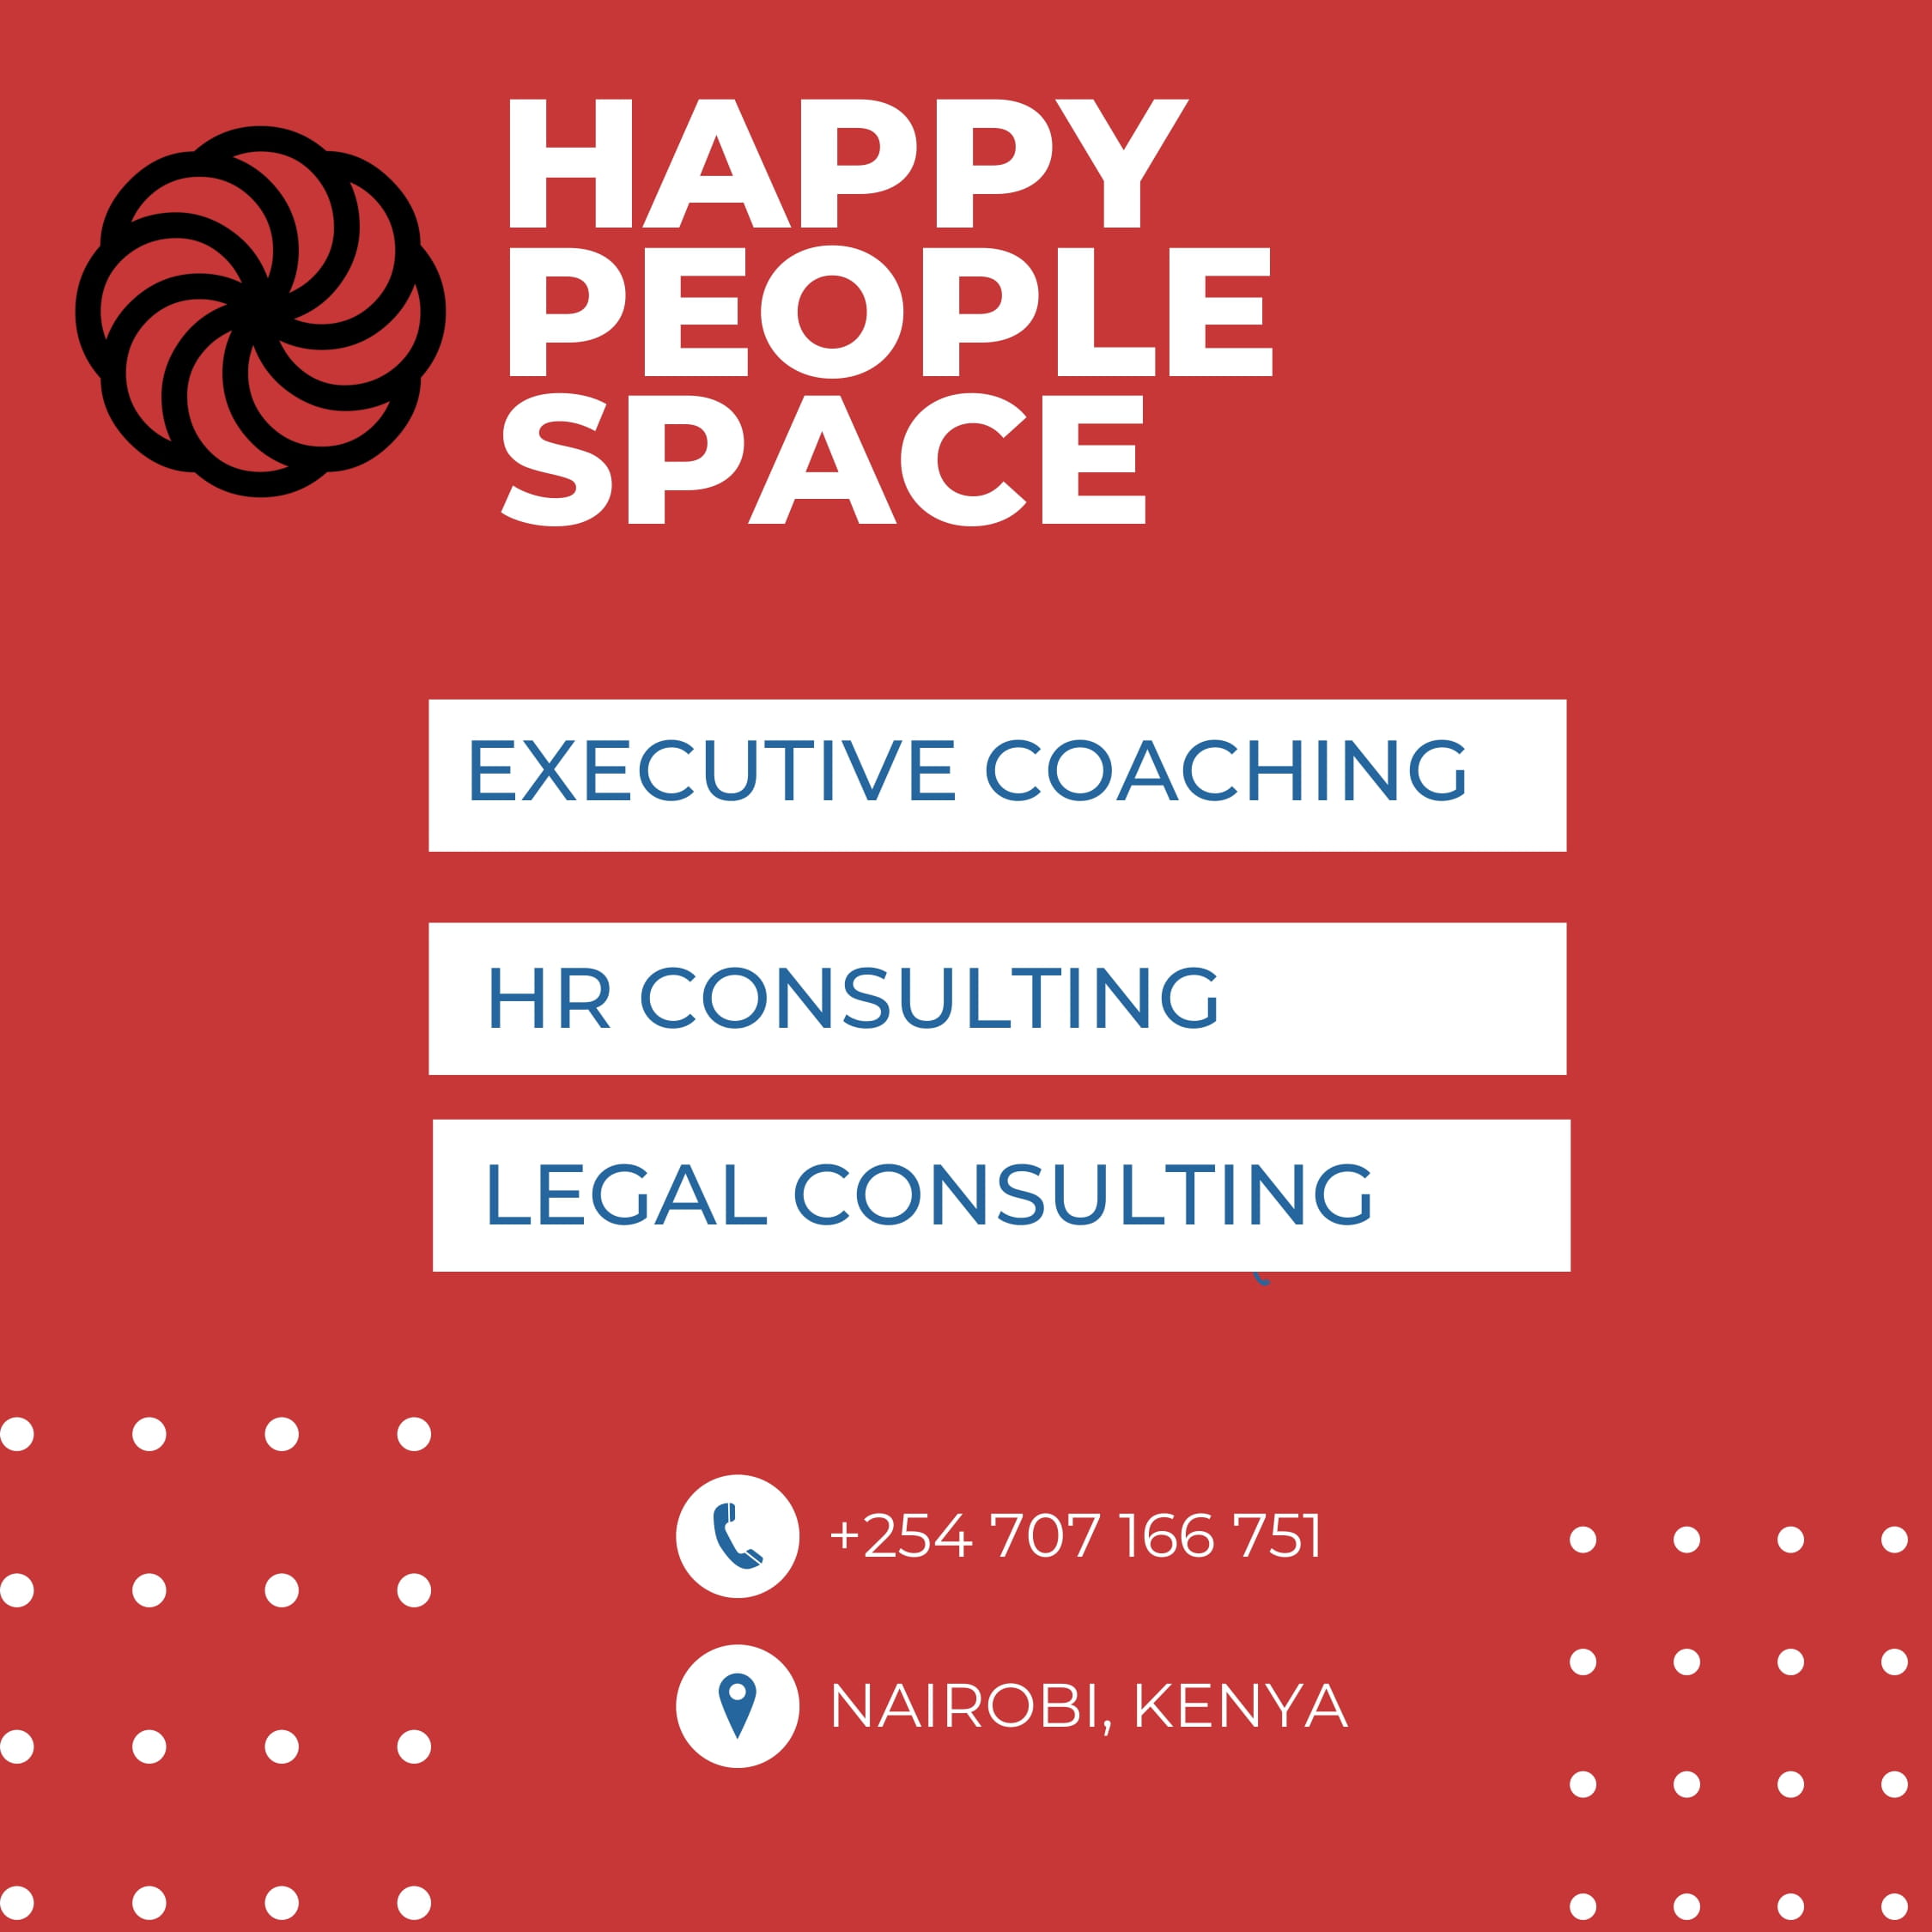 HAPPY
PEOPLE
SPACE
EXECUTIVE COACHING
HR CONSULTING
LEGAL CONSULTING
+254 707 166 751
NAIROBI, KENYA